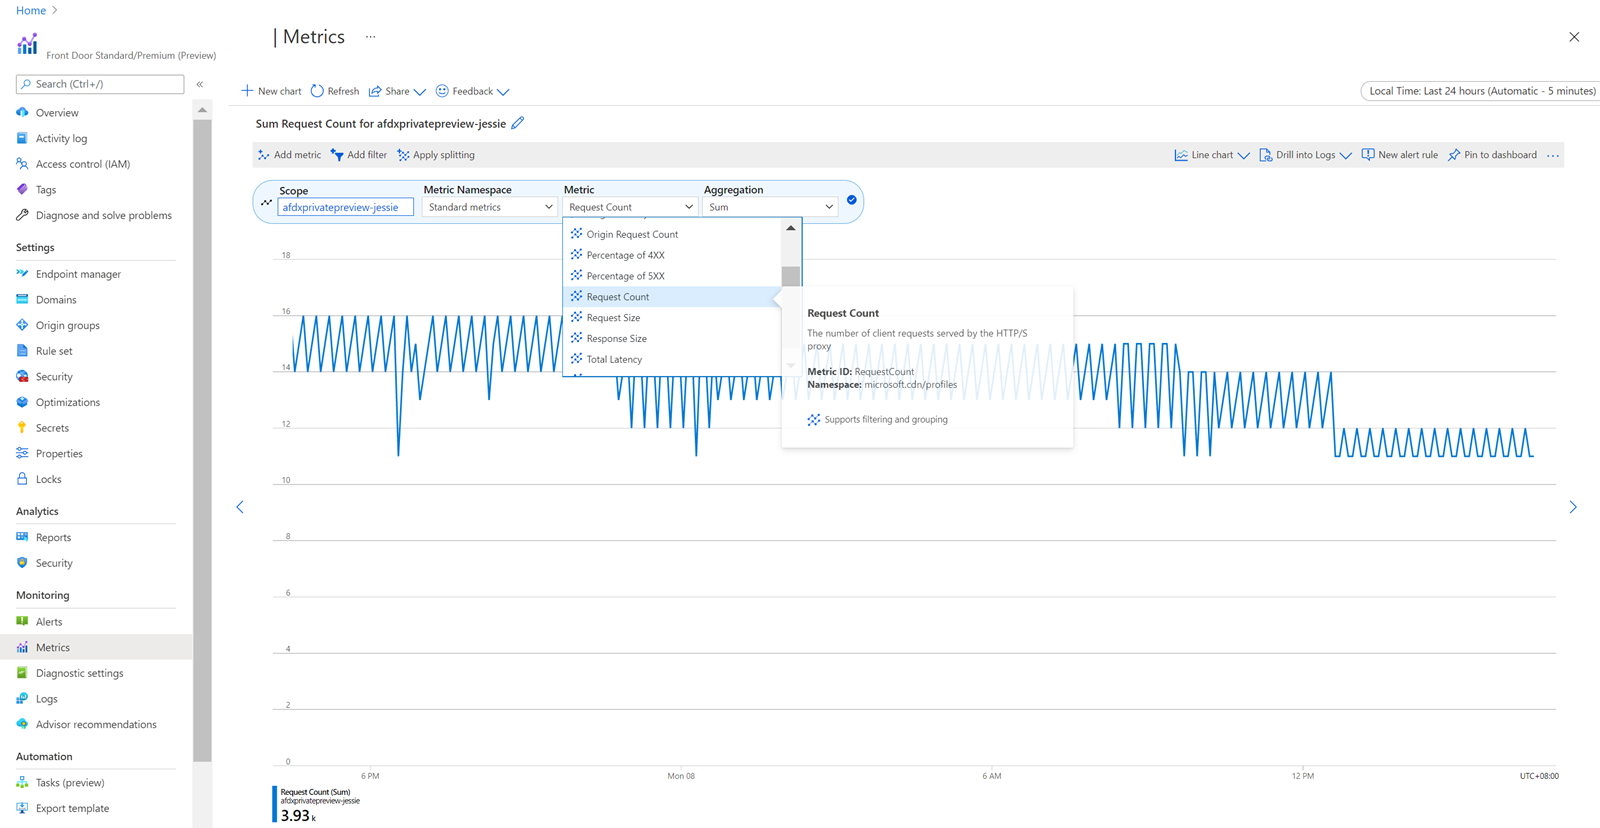 Home >
Front Door Standard/Premium (Preview)
| Metrics ...
Search (Ctrl+/)
«
Overview
Activity log
Access control (IAM)
Tags
Diagnose and solve problems
Settings
Endpoint manager
Domains
Origin groups
Rule set
Security
Optimizations
Secrets
Properties
Locks
Analytics
Reports
Security
Monitoring
Alerts
Metrics
Diagnostic settings
Logs
Advisor recommendations
Automation
Tasks (preview)
Export template
New chart Refresh Share Feedback
Local Time: Last 24 hours (Automatic - 5 minutes)
Sum Request Count for afdxprivatepreview-jessie
Add metric Add filter Apply splitting
Line chart Drill into Logs New alert rule Pin to dashboard ...
Scope Metric Namespace Metric Aggregation
afdxprivatepreview-jessie Standard metrics Request Count Sum
Origin Request Count
Percentage of 4XX
Percentage of 5XX
Request Count
Request Size
Response Size
Total Latency
Request Count
The number of client requests served by the HTTP/S
proxy
Metric ID: RequestCount
Namespace: microsoft.cdn/profiles
Supports filtering and grouping
18
16
14
12
10
8
6
4
2
0
6 PM Mon 08 6 AM 12 PM UTC+08:00
Request Count (Sum)
afdxprivatepreview-jessie
3.93 k